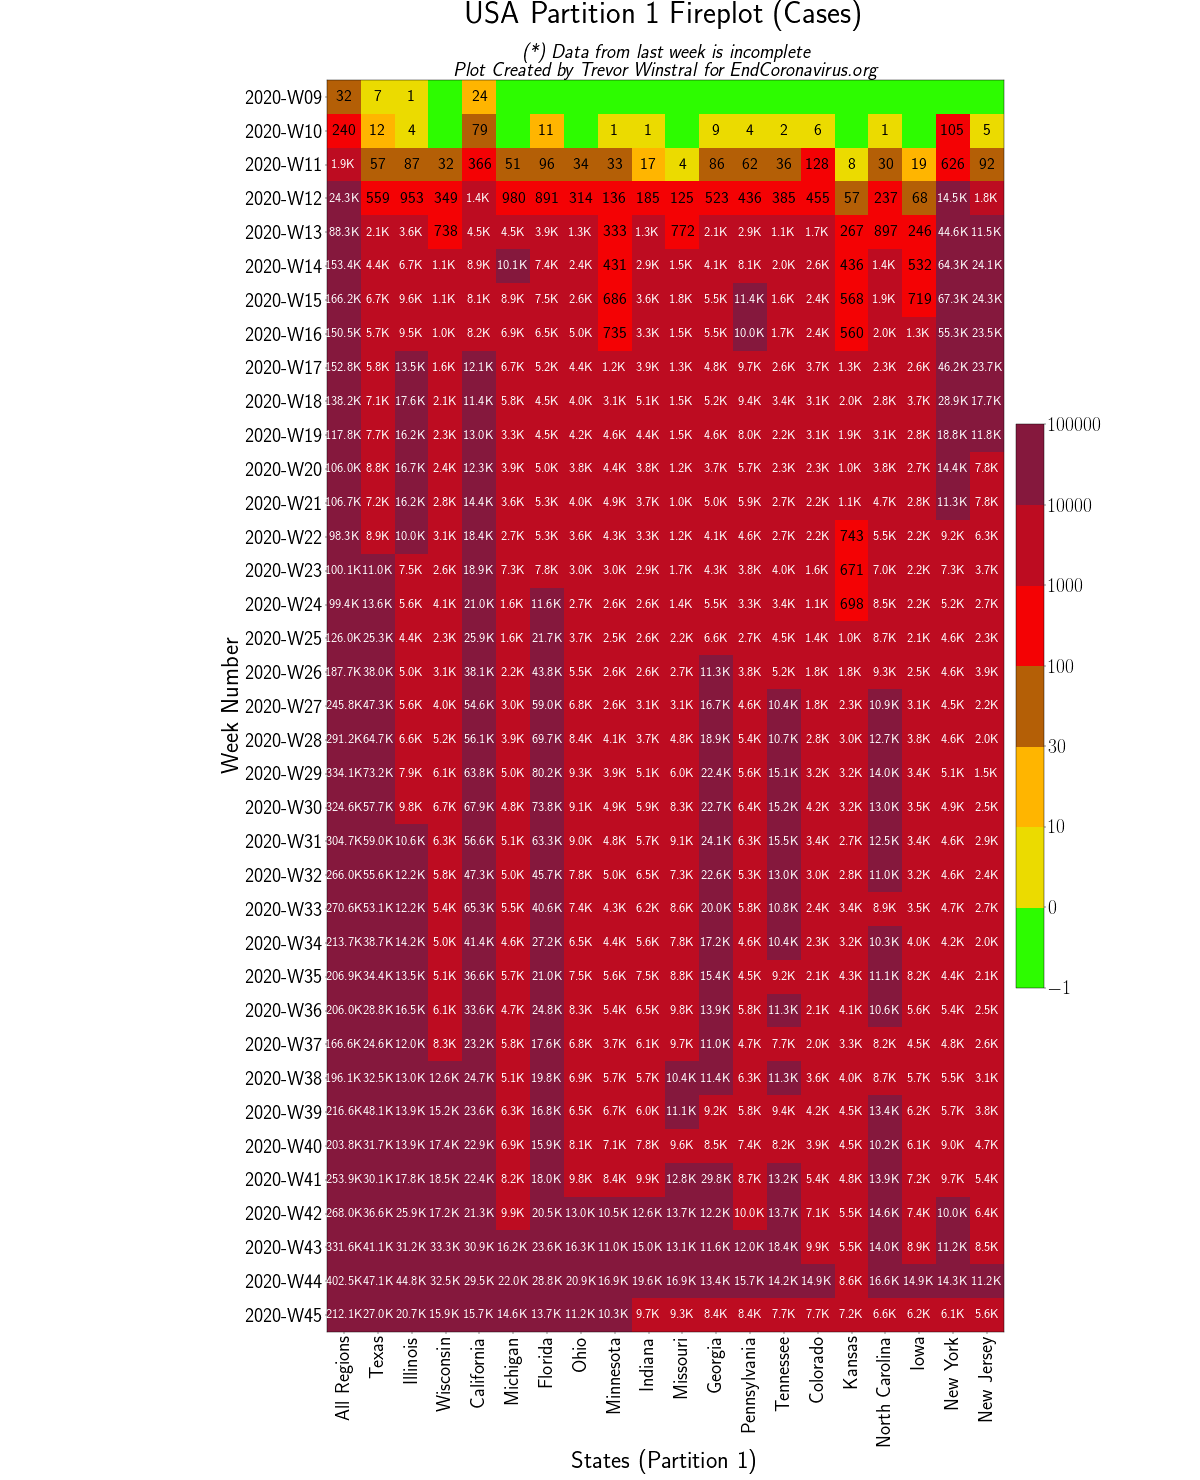 USA Partition 1 Fireplot (Cases)
(*) Data from last week is incomplete
Plot Created by Trevor Winstral for EndCoronavirus.org
2020-W09 32 7 1 24
2020-W10 240 12 4 79 11 1 1 9 4 2 6 1 105 5
2020-W11 1.9K 57 87 32 366 51 96 34 33 17 4 86 62 36 128 8 30 19 626 92
2020-W12 24.3K 559 953 349 1.4K 980 891 314 136 185 125 523 436 385 455 57 237 68 14.5K 1.8K
2020-W13 88.3K 2.1K 3.6K 738 4.5K 4.5K 3.9K 1.3K 333 1.3K 772 2.1K 2.9K 1.1K 1.7K 267 897 246 44.6K 11.5K
2020-W14 153.4K 4.4K 6.7K 1.1K 8.9K 10.1K 7.4K 2.4K 431 2.9K 1.5K 4.1K 8.1K 2.0K 2.6K 436 1.4K 532 64.3K 24.1K
2020-W15 166.2K 6.7K 9.6K 1.1K 8.1K 8.9K 7.5K 2.6K 686 3.6K 1.8K 5.5K 11.4K 1.6K 2.4K 568 1.9K 719 67.3K 24.3K
2020-W16 150.5K 5.7K 9.5K 1.0K 8.2K 6.9K 6.5K 5.0K 735 3.3K 1.5K 5.5K 10.0K 1.7K 2.4K 560 2.0K 1.3K 55.3K 23.5K
2020-W17 152.8K 5.8K 13.5K 1.6K 12.1K 6.7K 5.2K 4.4K 1.2K 3.9K 1.3K 4.8K 9.7K 2.6K 3.7K 1.3K 2.3K 2.6K 46.2K 23.7K
2020-W18 138.2K 7.1K 17.6K 2.1K 11.4K 5.8K 4.5K 4.0K 3.1K 5.1K 1.5K 5.2K 9.4K 3.4K 3.1K 2.0K 2.8K 3.7K 28.9K 17.7K
2020-W19 117.8K 7.7K 16.2K 2.3K 13.0K 3.3K 4.5K 4.2K 4.6K 4.4K 1.5K 4.6K 8.0K 2.2K 3.1K 1.9K 3.1K 2.8K 18.8K 11.8K
2020-W20 106.0K 8.8K 16.7K 2.4K 12.3K 3.9K 5.0K 3.8K 4.4K 3.8K 1.2K 3.7K 5.7K 2.3K 2.3K 1.0K 3.8K 2.7K 14.4K 7.8K
2020-W21 106.7K 7.2K 16.2K 2.8K 14.4K 3.6K 5.3K 4.0K 4.9K 3.7K 1.0K 5.0K 5.9K 2.7K 2.2K 1.1K 4.7K 2.8K 11.3K 7.8K
2020-W22 98.3K 8.9K 10.0K 3.1K 18.4K 2.7K 5.3K 3.6K 4.3K 3.3K 1.2K 4.1K 4.6K 2.7K 2.2K 743 5.5K 2.2K 9.2K 6.3K
2020-W23 100.1K 11.0K 7.5K 2.6K 18.9K 7.3K 7.8K 3.0K 3.0K 2.9K 1.7K 4.3K 3.8K 4.0K 1.6K 671 7.0K 2.2K 7.3K 3.7K
2020-W24 99.4K 13.6K 5.6K 4.1K 21.0K 1.6K 11.6K 2.7K 2.6K 2.6K 1.4K 5.5K 3.3K 3.4K 1.1K 698 8.5K 2.2K 5.2K 2.7K
2020-W25 126.0K 25.3K 4.4K 2.3K 25.9K 1.6K 21.7K 3.7K 2.5K 2.6K 2.2K 6.6K 2.7K 4.5K 1.4K 1.0K 8.7K 2.1K 4.6K 2.3K
2020-W26 187.7K 38.0K 5.0K 3.1K 38.1K 2.2K 43.8K 5.5K 2.6K 2.6K 2.7K 11.3K 3.8K 5.2K 1.8K 1.8K 9.3K 2.5K 4.6K 3.9K
2020-W27 245.8K 47.3K 5.6K 4.0K 54.6K 3.0K 59.0K 6.8K 2.6K 3.1K 3.1K 16.7K 4.6K 10.4K 1.8K 2.3K 10.9K 3.1K 4.5K 2.2K
2020-W28 291.2K 64.7K 6.6K 5.2K 56.1K 3.9K 69.7K 8.4K 4.1K 3.7K 4.8K 18.9K 5.4K 10.7K 2.8K 3.0K 12.7K 3.8K 4.6K 2.0K
2020-W29 334.1K 73.2K 7.9K 6.1K 63.8K 5.0K 80.2K 9.3K 3.9K 5.1K 6.0K 22.4K 5.6K 15.1K 3.2K 3.2K 14.0K 3.4K 5.1K 1.5K
2020-W30 324.6K 57.7K 9.8K 6.7K 67.9K 4.8K 73.8K 9.1K 4.9K 5.9K 8.3K 22.7K 6.4K 15.2K 4.2K 3.2K 13.0K 3.5K 4.9K 2.5K
2020-W31 304.7K 59.0K 10.6K 6.3K 56.6K 5.1K 63.3K 9.0K 4.8K 5.7K 9.1K 24.1K 6.3K 15.5K 3.4K 2.7K 12.5K 3.4K 4.6K 2.9K
2020-W32 266.0K 55.6K 12.2K 5.8K 47.3K 5.0K 45.7K 7.8K 5.0K 6.5K 7.3K 22.6K 5.3K 13.0K 3.0K 2.8K 11.0K 3.2K 4.6K 2.4K
2020-W33 270.6K 53.1K 12.2K 5.4K 65.3K 5.5K 40.6K 7.4K 4.3K 6.2K 8.6K 20.0K 5.8K 10.8K 2.4K 3.4K 8.9K 3.5K 4.7K 2.7K
2020-W34 213.7K 38.7K 14.2K 5.0K 41.4K 4.6K 27.2K 6.5K 4.4K 5.6K 7.8K 17.2K 4.6K 10.4K 2.3K 3.2K 10.3K 4.0K 4.2K 2.0K
2020-W35 206.9K 34.4K 13.5K 5.1K 36.6K 5.7K 21.0K 7.5K 5.6K 7.5K 8.8K 15.4K 4.5K 9.2K 2.1K 4.3K 11.1K 8.2K 4.4K 2.1K
2020-W36 206.0K 28.8K 16.5K 6.1K 33.6K 4.7K 24.8K 8.3K 5.4K 6.5K 9.8K 13.9K 5.8K 11.3K 2.1K 4.1K 10.6K 5.6K 5.4K 2.5K
2020-W37 166.6K 24.6K 12.0K 8.3K 23.2K 5.8K 17.6K 6.8K 3.7K 6.1K 9.7K 11.0K 4.7K 7.7K 2.0K 3.3K 8.2K 4.5K 4.8K 2.6K
2020-W38 196.1K 32.5K 13.0K 12.6K 24.7K 5.1K 19.8K 6.9K 5.7K 5.7K 10.4K 11.4K 6.3K 11.3K 3.6K 4.0K 8.7K 5.7K 5.5K 3.1K
2020-W39 216.6K 48.1K 13.9K 15.2K 23.6K 6.3K 16.8K 6.5K 6.7K 6.0K 11.1K 9.2K 5.8K 9.4K 4.2K 4.5K 13.4K 6.2K 5.7K 3.8K
2020-W40 203.8K 31.7K 13.9K 17.4K 22.9K 6.9K 15.9K 8.1K 7.1K 7.8K 9.6K 8.5K 7.4K 8.2K 3.9K 4.5K 10.2K 6.1K 9.0K 4.7K
2020-W41 253.9K 30.1K 17.8K 18.5K 22.4K 8.2K 18.0K 9.8K 8.4K 9.9K 12.8K 29.8K 8.7K 13.2K 5.4K 4.8K 13.9K 7.2K 9.7K 5.4K
2020-W42 268.0K 36.6K 25.9K 17.2K 21.3K 9.9K 20.5K 13.0K 10.5K 12.6K 13.7K 12.2K 10.0K 13.7K 7.1K 5.5K 14.6K 7.4K 10.0K 6.4K
2020-W43 331.6K 41.1K 31.2K 33.3K 30.9K 16.2K 23.6K 16.3K 11.0K 15.0K 13.1K 11.6K 12.0K 18.4K 9.9K 5.5K 14.0K 8.9K 11.2K 8.5K
2020-W44 402.5K 47.1K 44.8K 32.5K 29.5K 22.0K 28.8K 20.9K 16.9K 19.6K 16.9K 13.4K 15.7K 14.2K 14.9K 8.6K 16.6K 14.9K 14.3K 11.2K
2020-W45 212.1K 27.0K 20.7K 15.9K 15.7K 14.6K 13.7K 11.2K 10.3K 9.7K 9.3K 8.4K 8.4K 7.7K 7.7K 7.2K 6.6K 6.2K 6.1K 5.6K
Week Number
All Regions
Texas
Illinois
Wisconsin
California
Michigan
Florida
Ohio
Minnesota
Indiana
Missouri
Georgia
Pennsylvania
Tennessee
Colorado
Kansas
North Carolina
Iowa
New York
New Jersey
States (Partition 1)
100000
10000
1000
100
30
10
0
−1